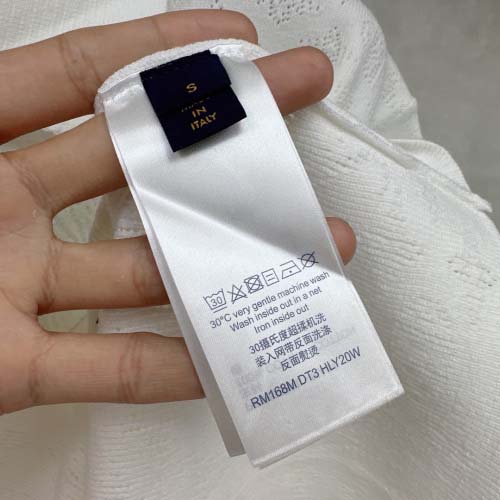 S
IN
ITALY
30
30°C very gentle machine wash
Wash inside out in a net
Iron inside out
30摄氏度超揉机洗
装入网带反面洗涤
反面熨烫
RM168M DT3 HLY20W